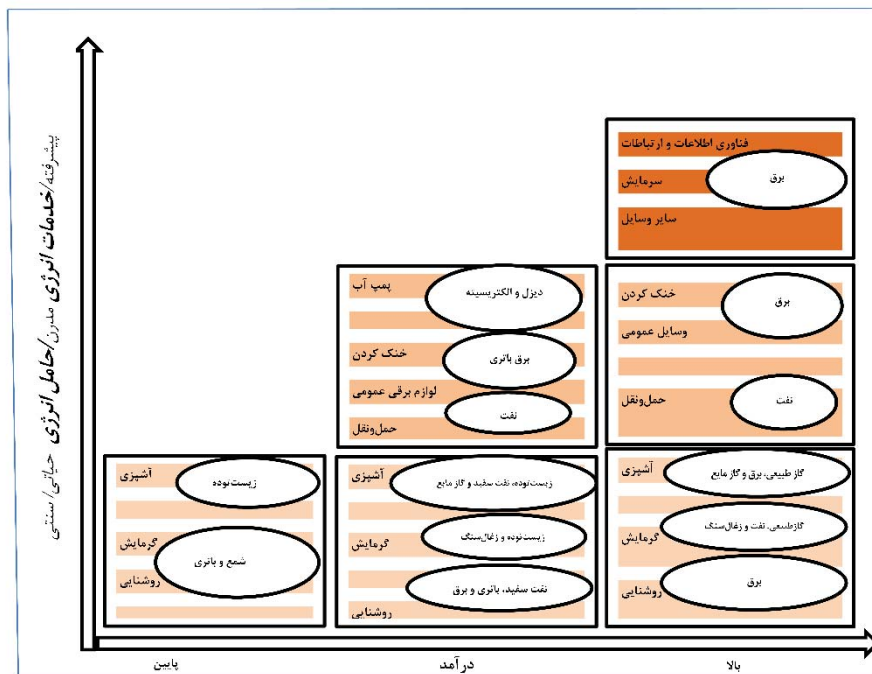 پیشرفته/خدمات انرژی مدرن/حامل انرژی حیاتی/سنتی
فناوری اطلاعات و ارتباطات
سرمایش
برق
سایر وسایل
پمپ آب
دیزل و الکتریسیته
خنک کردن
برق باتری
لوازم برقی عمومی
نفت
حمل‌ونقل
خنک کردن
برق
وسایل عمومی
حمل‌ونقل
نفت
آشپزی
زیست‌توده
گرمایش
شمع و باتری
روشنایی
آشپزی
زیست‌توده، نفت سفید و گاز مایع
گرمایش
زیست‌توده و زغال‌سنگ
نفت سفید، باتری و برق
روشنایی
آشپزی
گاز طبیعی، برق و گاز مایع
گازطبیعی، نفت و زغال‌سنگ
گرمایش
برق
روشنایی
پایین
درآمد
بالا